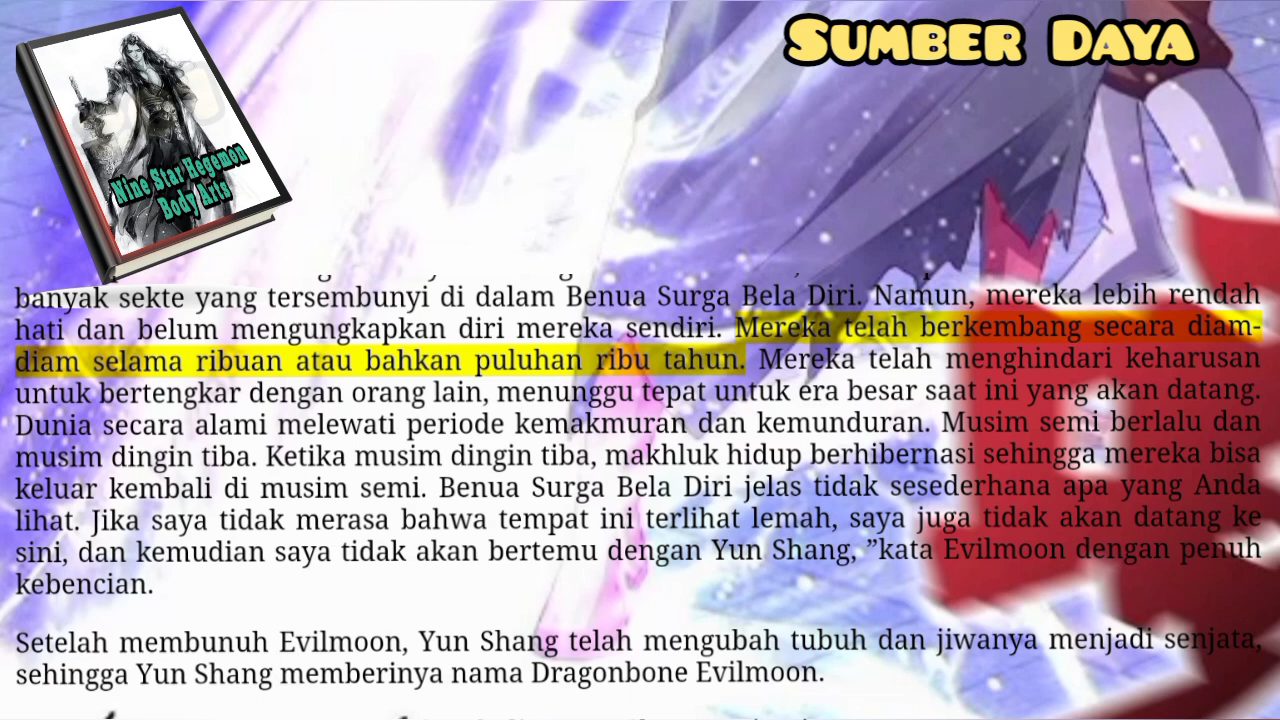 SUMBER DAYA
Nine Star Hegemon
Body Arts
banyak sekte yang tersembunyi di dalam Benua Surga Bela Diri. Namun, mereka lebih rendah
hati dan belum mengungkapkan diri mereka sendiri. Mereka telah berkembang secara diam-
diam selama ribuan atau bahkan puluhan ribu tahun. Mereka telah menghindari keharusan
untuk bertengkar dengan orang lain, menunggu tepat untuk era besar saat ini yang akan datang.
Dunia secara alami melewati periode kemakmuran dan kemunduran. Musim semi berlalu dan
musim dingin tiba. Ketika musim dingin tiba, makhluk hidup berhibernasi sehingga mereka bisa
keluar kembali di musim semi. Benua Surga Bela Diri jelas tidak sesederhana apa yang Anda
lihat. Jika saya tidak merasa bahwa tempat ini terlihat lemah, saya juga tidak akan datang ke
sini, dan kemudian saya tidak akan bertemu dengan Yun Shang, ”kata Evilmoon dengan penuh
kebencian.
Setelah membunuh Evilmoon, Yun Shang telah mengubah tubuh dan jiwanya menjadi senjata,
sehingga Yun Shang memberinya nama Dragonbone Evilmoon.